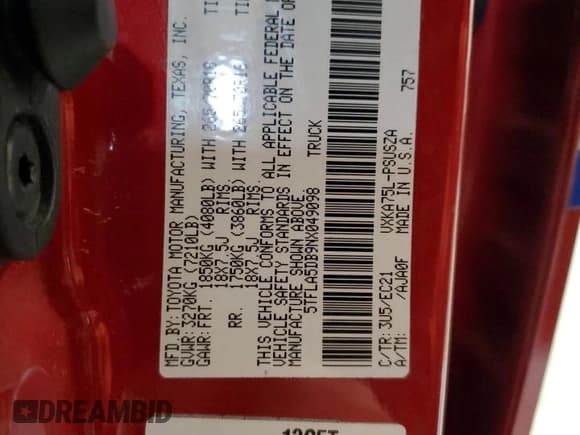 MFD.BY: TOYOTA MOTOR MANUFACTURING, TEXAS, INC.
GVWR: 3270KG (7210LB)
GAWR: FRT. 1850KG (4080LB) WITH
18X7.5J RIMS
RR. 1750KG (3860LB) WITH
18X7.5 RIMS.
THIS VEHICLE CONFORMS TO ALL APPLICABLE FEDERAL
VEHICLE SAFETY STANDARDS IN EFFECT ON THE DATE OF
MANUFACTURE SHOWN ABOVE.
5TFLA5DB9NX049098 TRUCK
C/TR: 3U5/EC21 VXKA75L-PSUSZA
A/TM: /AJA0F MADE IN U.S.A. 757
DREAMBID